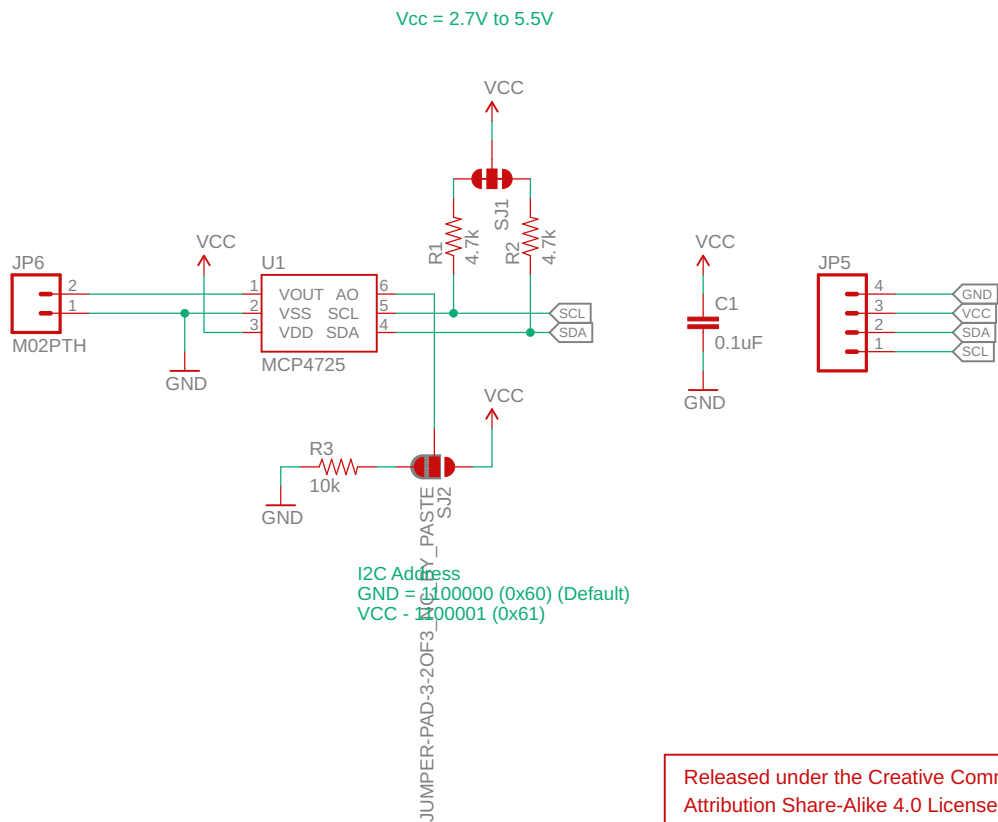 Vcc = 2.7V to 5.5V
VCC
SJ1
R1
4.7k
R2
4.7k
VCC
VCC
JP6
2
1
M02PTH
U1
1
2
3
VOUT AO
VSS SCL
VDD SDA
6
5
4
MCP4725
SCL
SDA
GND
C1
0.1uF
GND
JP5
4
3
2
1
GND
VCC
SDA
SCL
VCC
R3
10k
GND
SJ2
JUMPER-PAD-3-2OF3_NC_BY_PASTE
I2C Address
GND = 1100000 (0x60) (Default)
VCC - 1100001 (0x61)
Released under the Creative Comm
Attribution Share-Alike 4.0 License